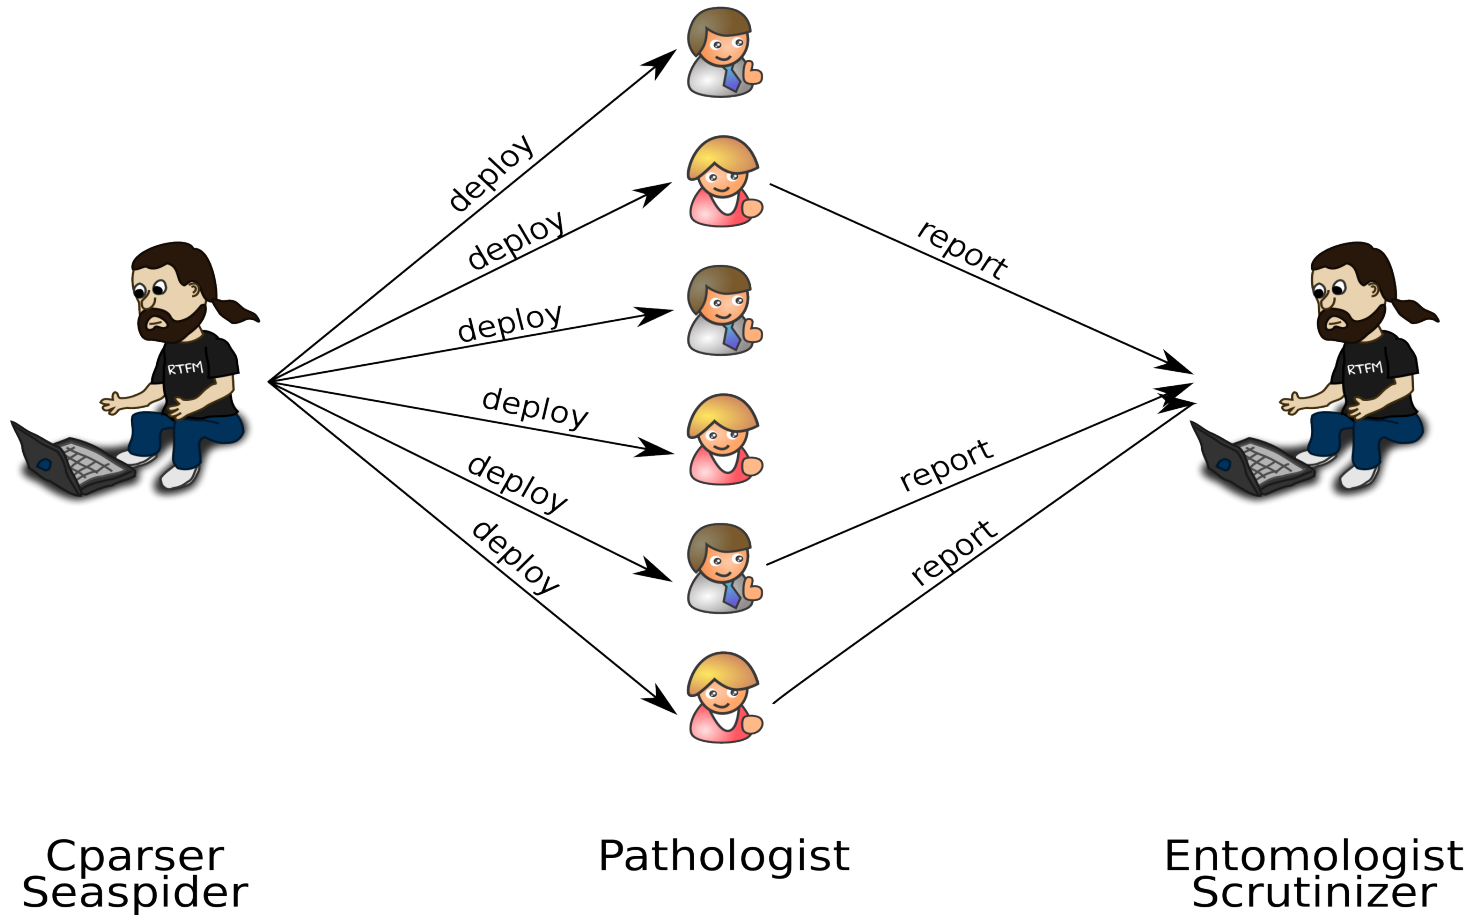 deploy
deploy
report
deploy
RTFM
RTFM
deploy
deploy
report
deploy
report
Cparser
Seaspider
Pathologist
Entomologist
Scrutinizer